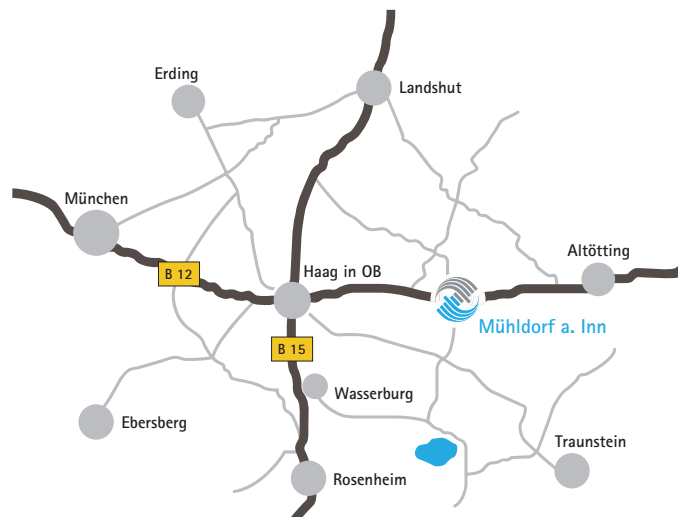 Erding
Landshut
München
Altötting
B 12
Haag in OB
Mühldorf a. Inn
B 15
Wasserburg
Ebersberg
Traunstein
Rosenheim